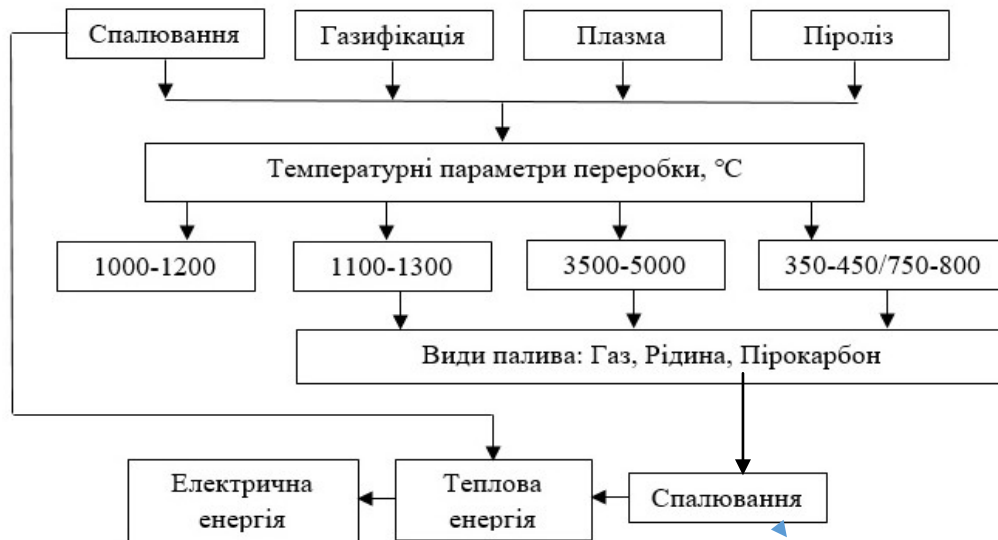 Спалювання
Газифікація
Плазма
Піроліз
Температурні параметри переробки, °С
1000-1200
1100-1300
3500-5000
350-450/750-800
Види палива: Газ, Рідина, Пірокарбон
Електрична
енергія
Теплова
енергія
Спалювання